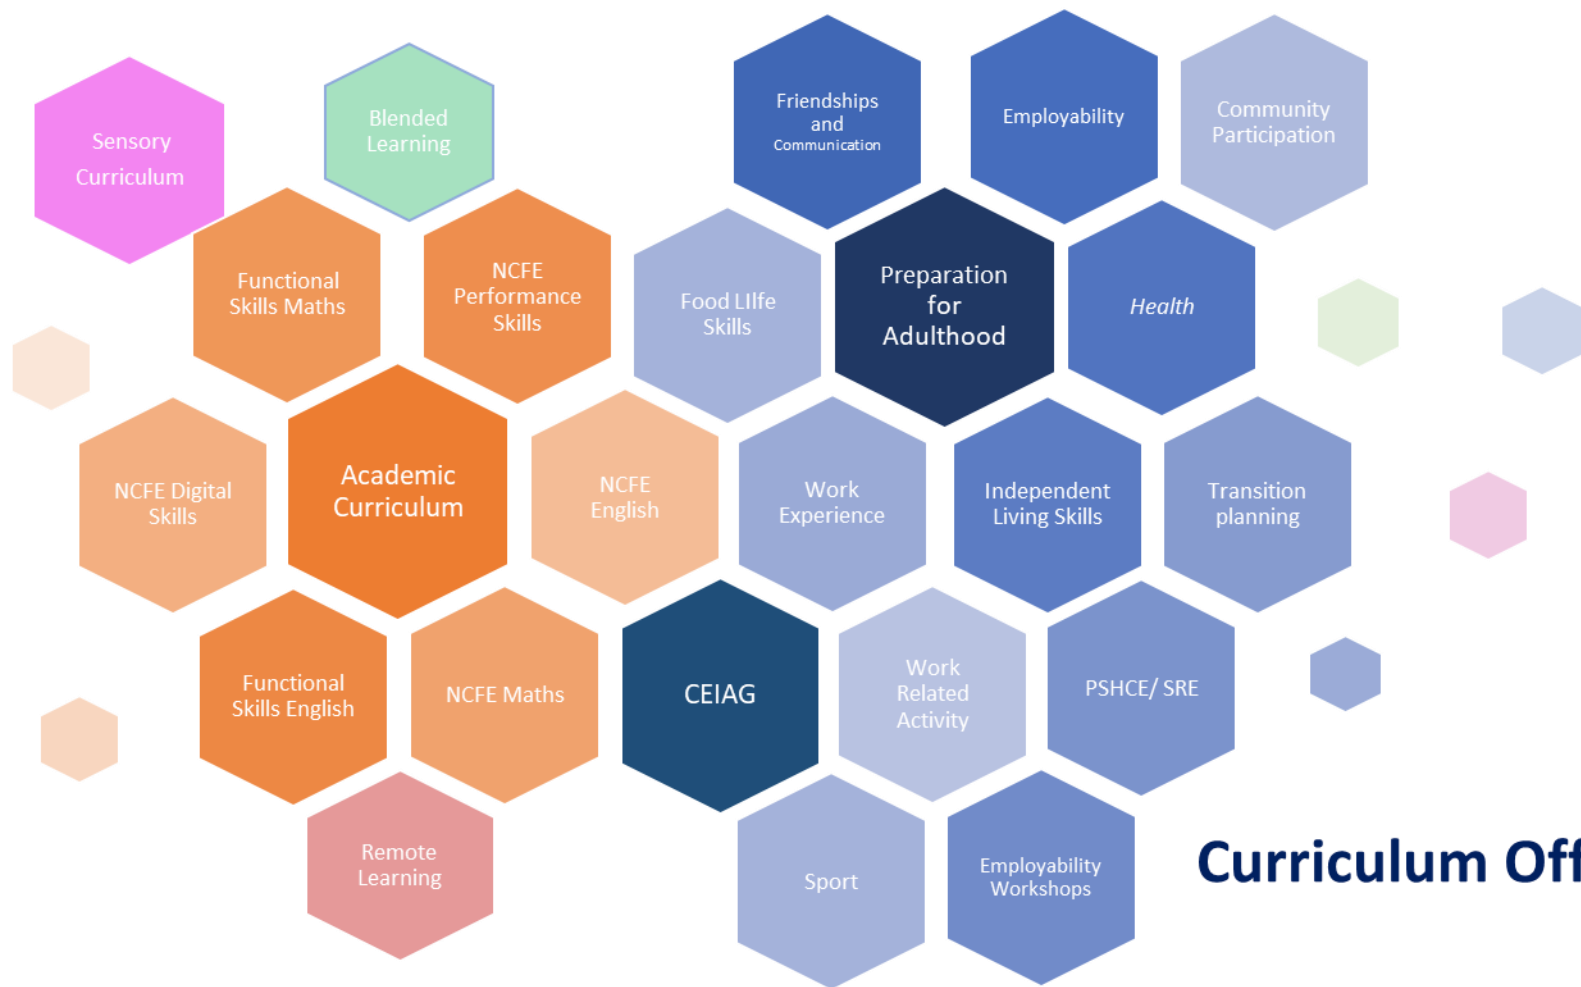 Sensory
Curriculum
Blended
Learning
Friendships
and
Communication
Employability
Community
Participation
Functional
Skills Maths
NCFE
Performance
Skills
Food LIlfe
Skills
Preparation
for
Adulthood
Health
NCFE Digital
Skills
Academic
Curriculum
NCFE
English
Work
Experience
Independent
Living Skills
Transition
planning
Functional
Skills English
NCFE Maths
CEIAG
Work
Related
Activity
PSHCE/ SRE
Remote
Learning
Sport
Employability
Workshops
Curriculum Off